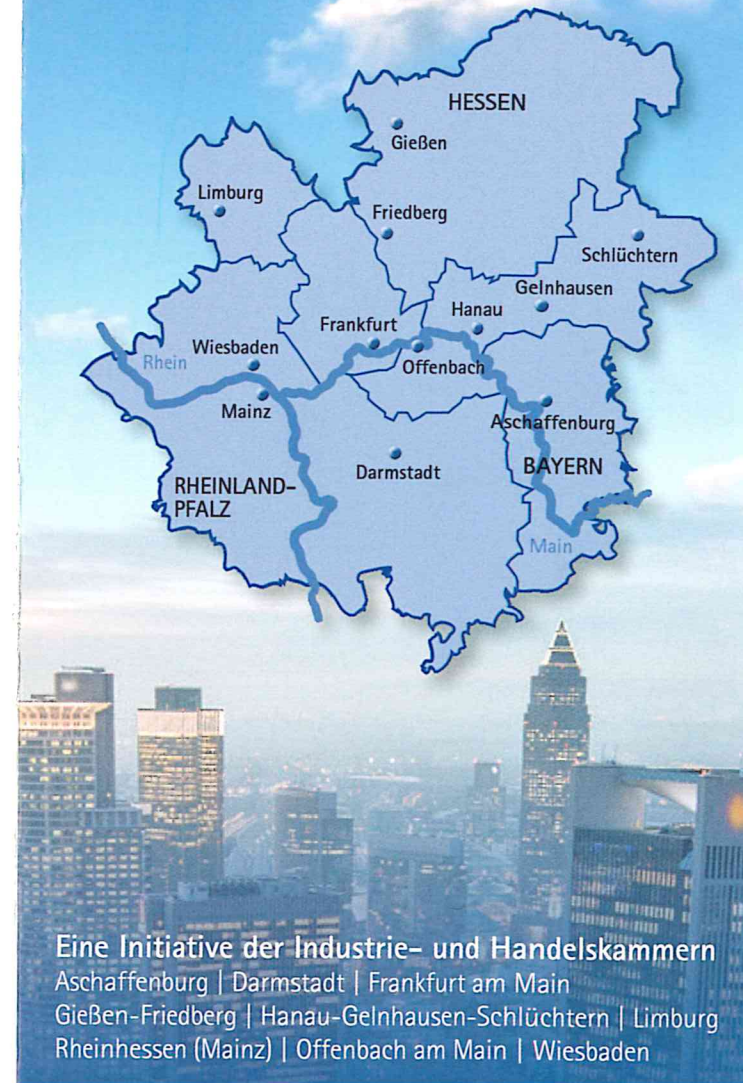 HESSEN
Gießen
Limburg
Friedberg
Schlüchtern
Gelnhausen
Hanau
Frankfurt
Wiesbaden
Rhein
Offenbach
Mainz
Aschaffenburg
Darmstadt
BAYERN
RHEINLAND-
PFALZ
Main
Eine Initiative der Industrie- und Handelskammern
Aschaffenburg | Darmstadt | Frankfurt am Main
Gießen-Friedberg | Hanau-Gelnhausen-Schlüchtern | Limburg
Rheinhessen (Mainz) | Offenbach am Main | Wiesbaden